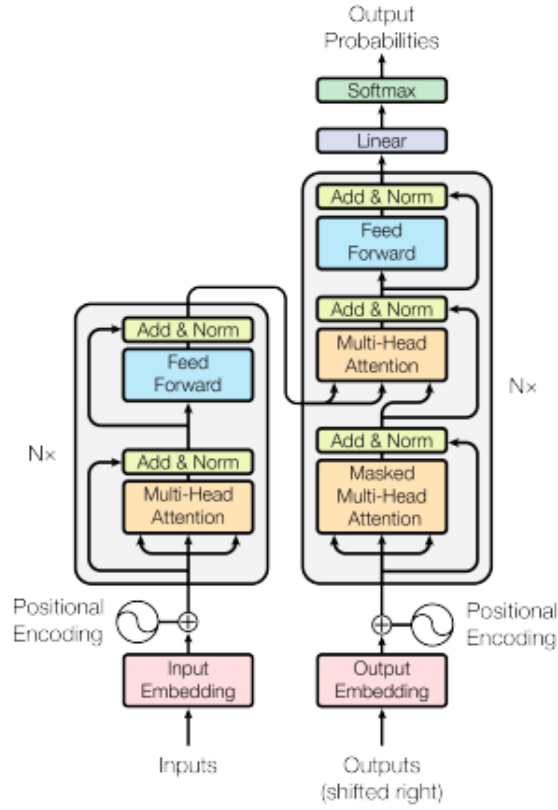 Output
Probabilities
Softmax
Linear
Add & Norm
Feed
Forward
Add & Norm
Multi-Head
Attention
Add & Norm
Masked
Multi-Head
Attention
N×
Add & Norm
Feed
Forward
Add & Norm
Multi-Head
Attention
N×
Positional
Encoding
Positional
Encoding
Input
Embedding
Output
Embedding
Inputs
Outputs
(shifted right)